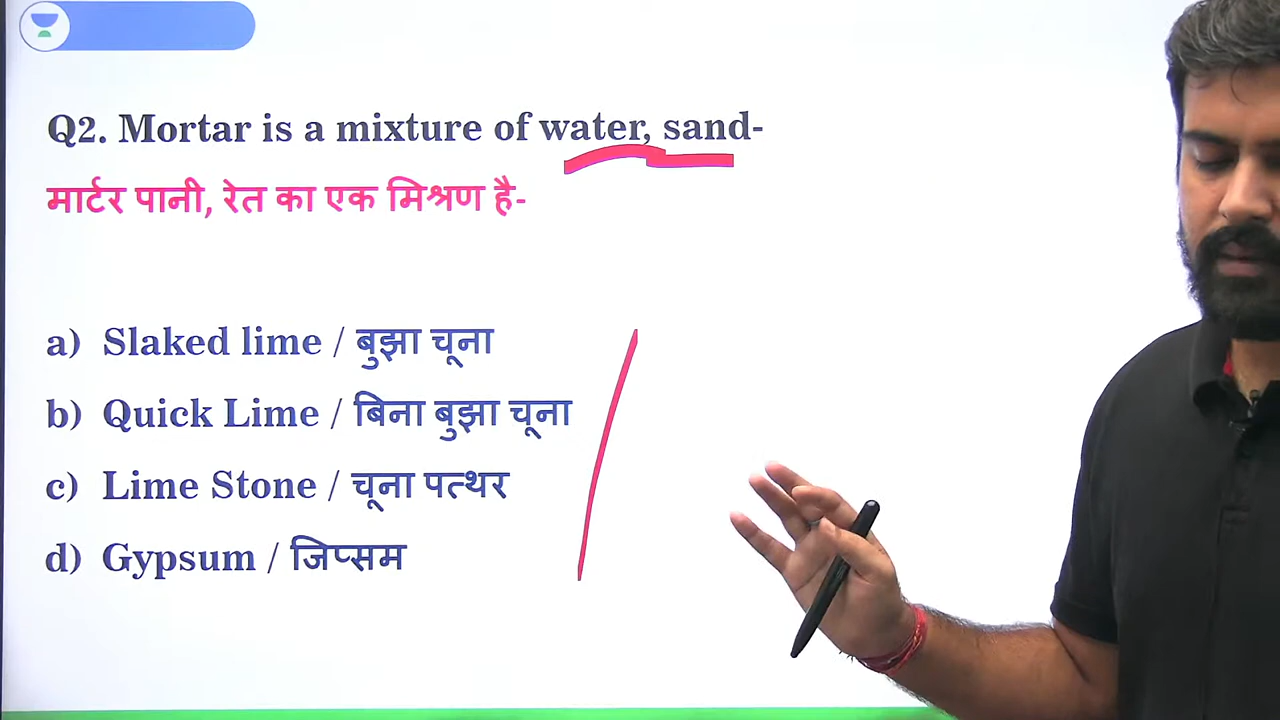 Q2. Mortar is a mixture of water, sand-
मार्टर पानी, रेत का एक मिश्रण है-
a) Slaked lime / बुझा चूना
b) Quick Lime / बिना बुझा चूना
c) Lime Stone / चूना पत्थर
d) Gypsum / जिप्सम